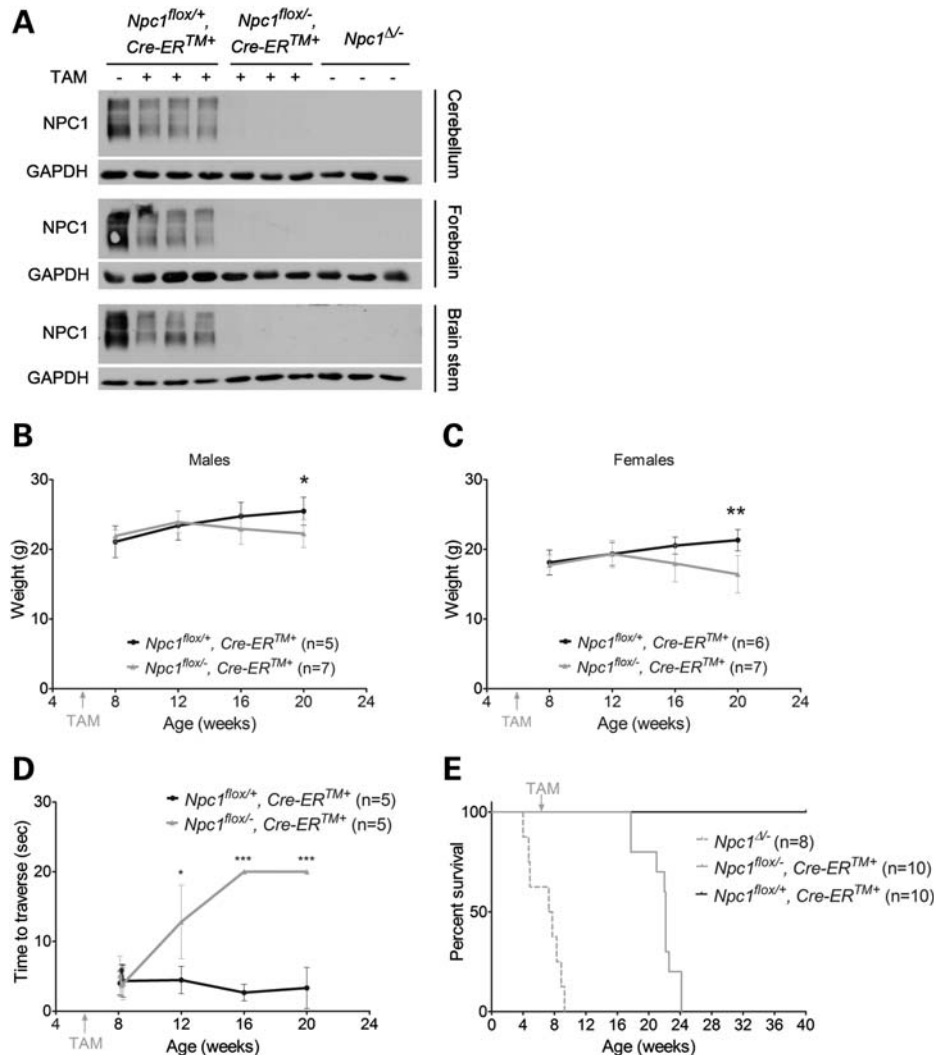 A
Npc1flox/+, Npc1flox/-,
Cre-ERTM+ Cre-ERTM+ Npc1Δ/-
TAM - + + + + + + - - -
NPC1
GAPDH
Cerebellum
NPC1
GAPDH
Forebrain
NPC1
GAPDH
Brain stem
B
Males
30
20
10
0
Weight (g)
*
Npc1flox/+, Cre-ERTM+ (n=5)
Npc1flox/-, Cre-ERTM+ (n=7)
4 8 12 16 20 24
TAM
Age (weeks)
C
Females
30
20
10
0
Weight (g)
**
Npc1flox/+, Cre-ERTM+ (n=6)
Npc1flox/-, Cre-ERTM+ (n=7)
4 8 12 16 20 24
TAM
Age (weeks)
D
30
20
10
0
Time to traverse (sec)
Npc1flox/+, Cre-ERTM+ (n=5)
Npc1flox/-, Cre-ERTM+ (n=5)
* *** ***
4 8 12 16 20 24
TAM
Age (weeks)
E
TAM
100
50
0
Percent survival
Npc1Δ/- (n=8)
Npc1flox/-, Cre-ERTM+ (n=10)
Npc1flox/+, Cre-ERTM+ (n=10)
0 4 8 12 16 20 24 28 32 36 40
Age (weeks)